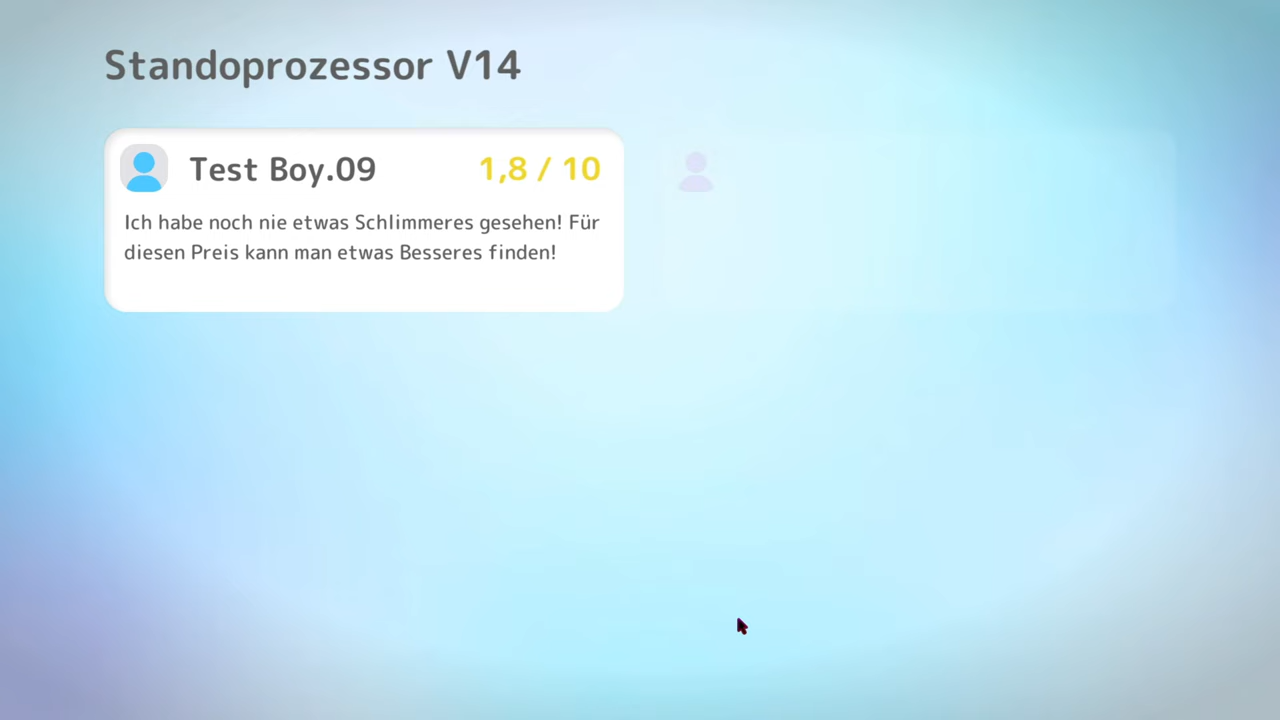 Standoprozessor V14
Test Boy.09
1,8 / 10
Ich habe noch nie etwas Schlimmeres gesehen! Für
diesen Preis kann man etwas Besseres finden!